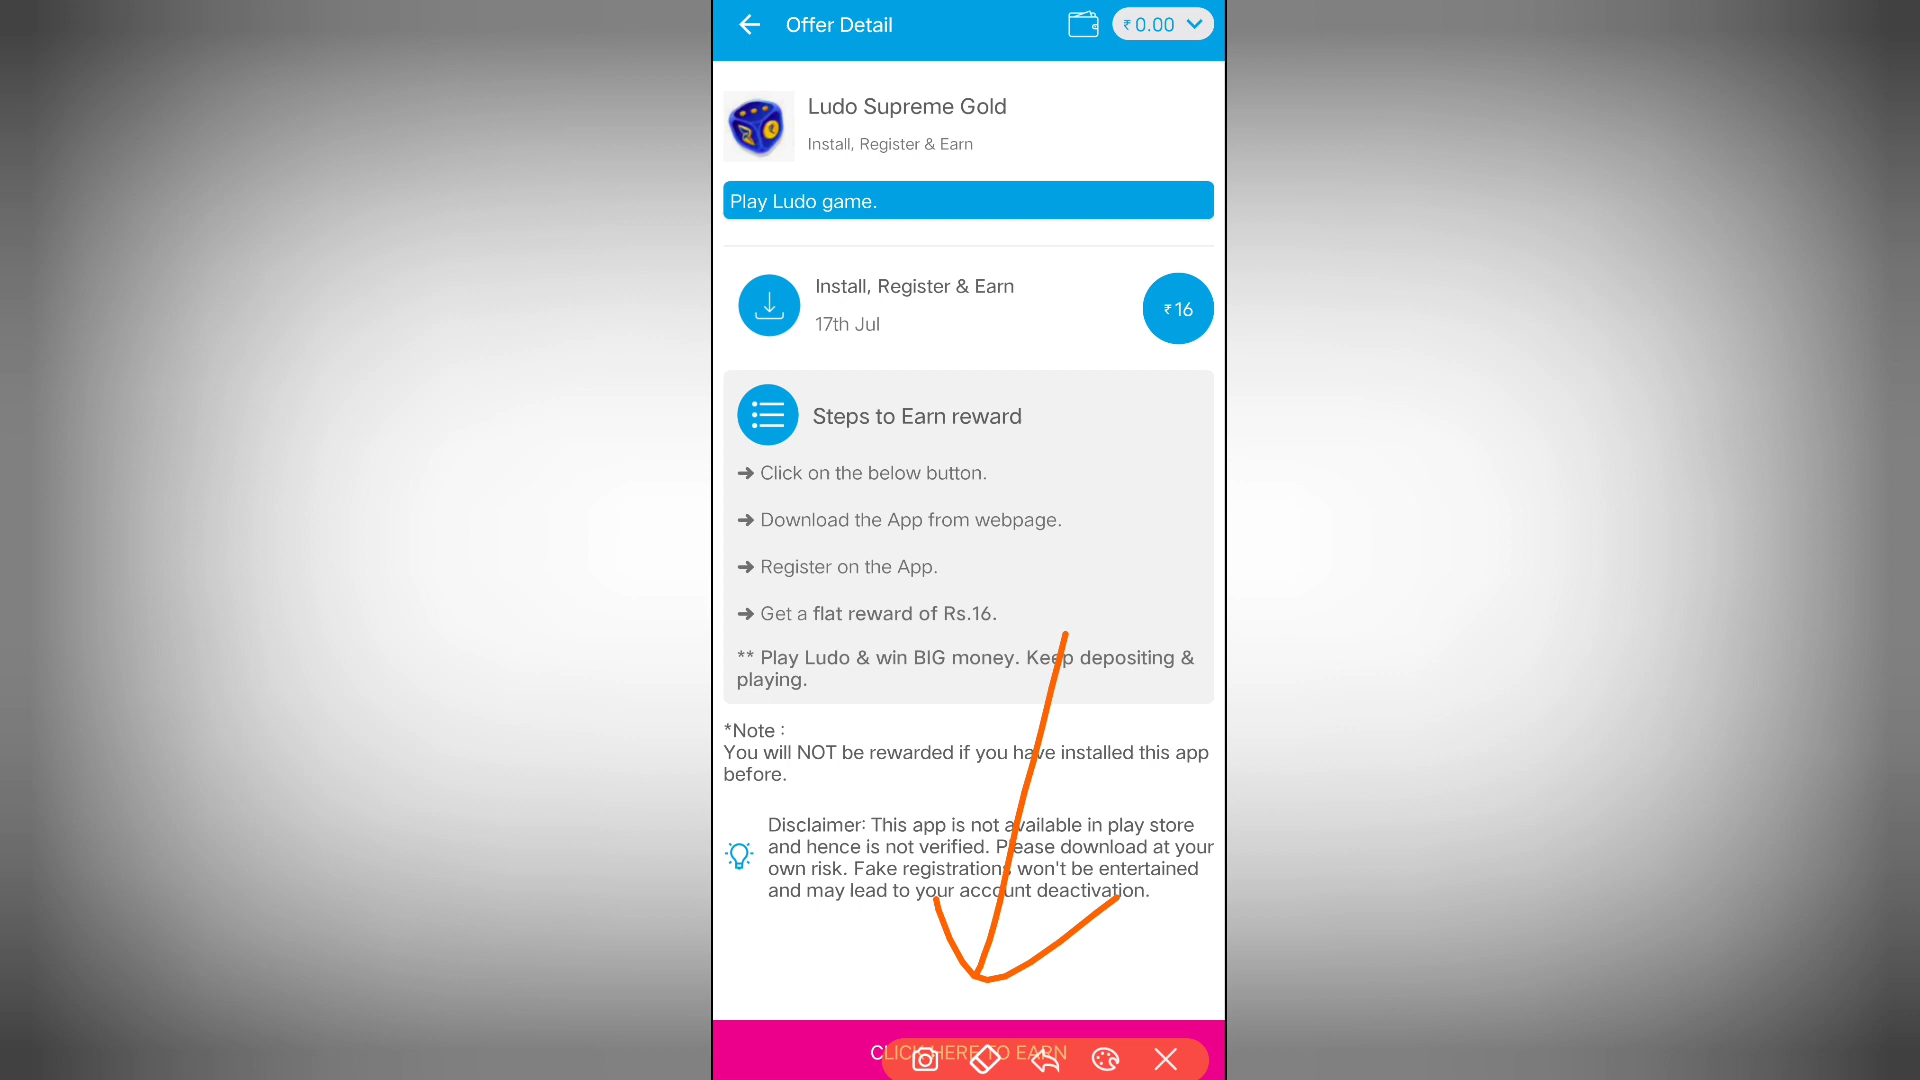 Offer Detail
₹ 0.00
Ludo Supreme Gold
Install, Register & Earn
Play Ludo game.
Install, Register & Earn
17th Jul
₹16
Steps to Earn reward
➔ Click on the below button.
➔ Download the App from webpage.
➔ Register on the App.
➔ Get a flat reward of Rs.16.
** Play Ludo & win BIG money. Keep depositing &
playing.
*Note :
You will NOT be rewarded if you have installed this app
before.
Disclaimer: This app is not available in play store
and hence is not verified. Please download at your
own risk. Fake registrations won't be entertained
and may lead to your account deactivation.
CLICK HERE TO EARN